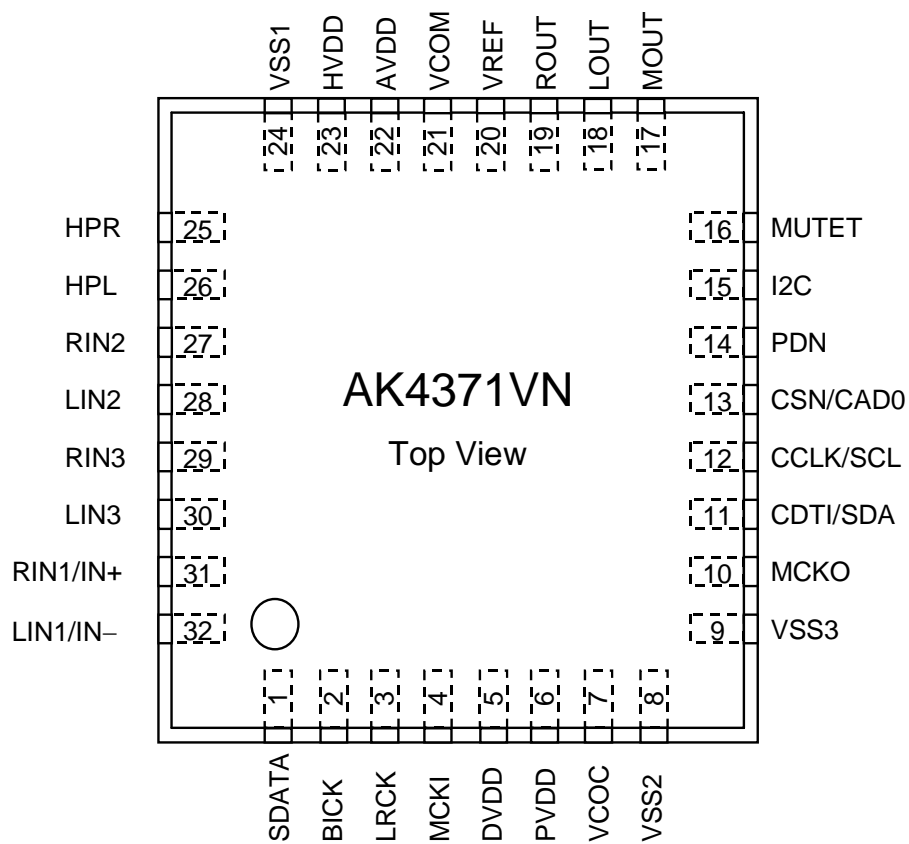 VSS1 HVDD AVDD VCOM VREF ROUT LOUT MOUT
24 23 22 21 20 19 18 17
HPR 25 16 MUTET
HPL 26 15 I2C
RIN2 27 14 PDN
LIN2 28 13 CSN/CAD0
AK4371VN
RIN3 29 12 CCLK/SCL
Top View
LIN3 30 11 CDTI/SDA
RIN1/IN+ 31 10 MCKO
LIN1/IN− 32 9 VSS3
1 2 3 4 5 6 7 8
SDATA BICK LRCK MCKI DVDD PVDD VCOC VSS2